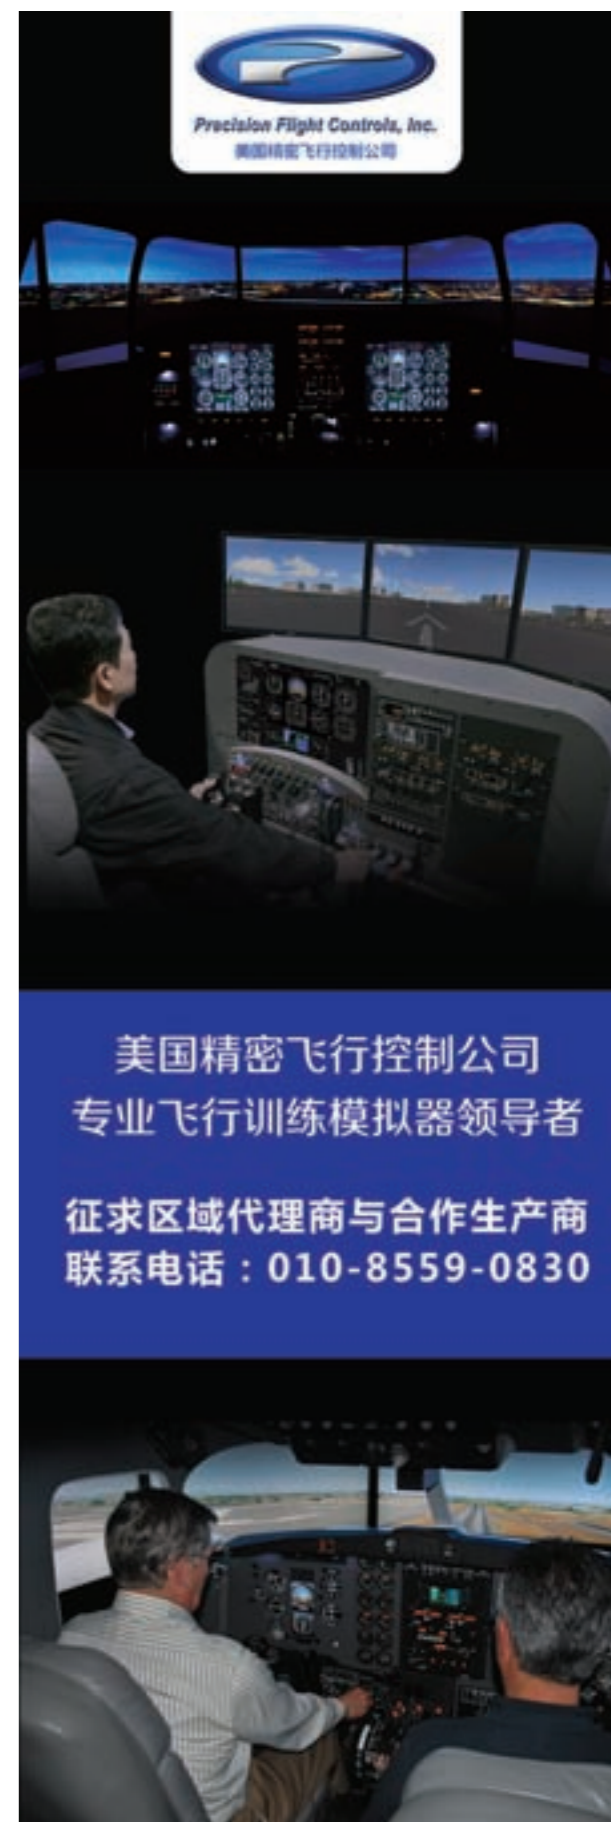 Precision Flight Controls, Inc.
美国精密飞行控制公司
美国精密飞行控制公司
专业飞行训练模拟器领导者
征求区域代理商与合作生产商
联系电话：010-8559-0830